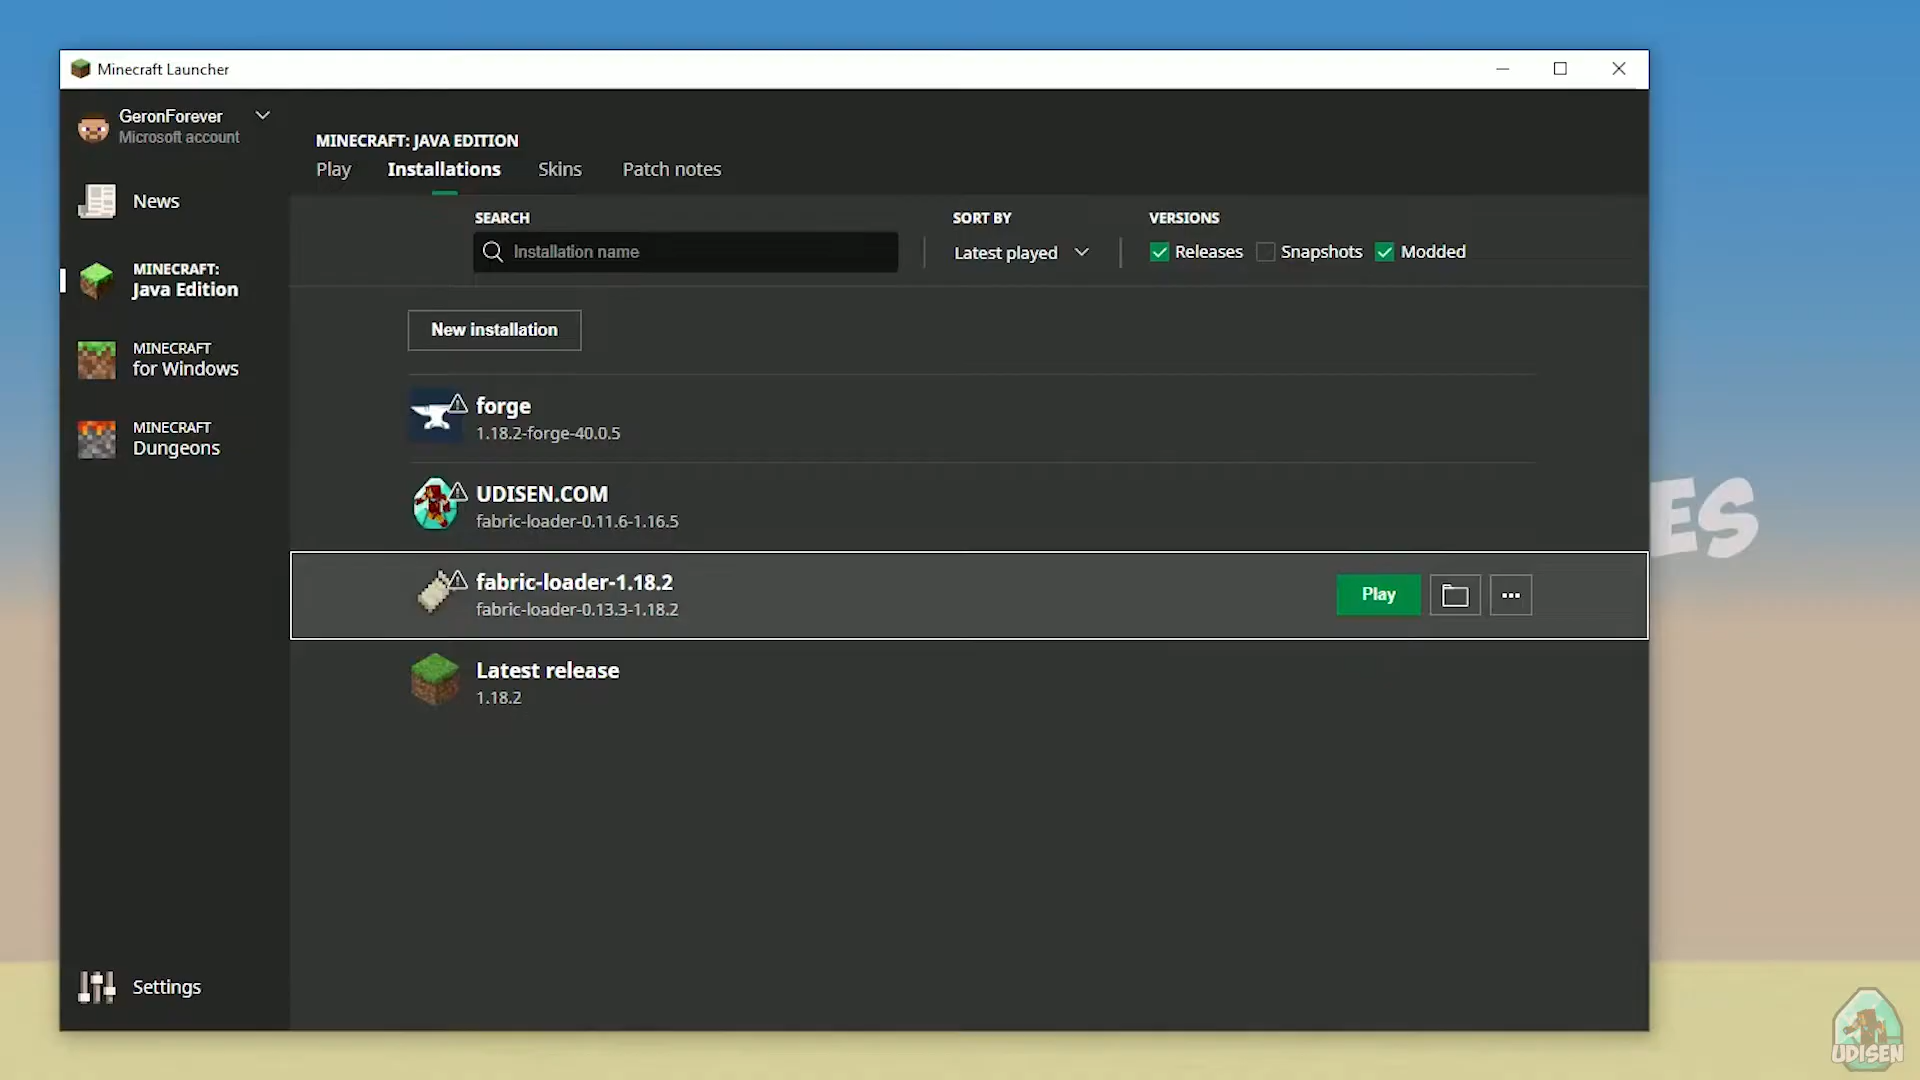 Minecraft Launcher
GeronForever
Microsoft account
News
MINECRAFT:
Java Edition
MINECRAFT
for Windows
MINECRAFT
Dungeons
Settings
MINECRAFT: JAVA EDITION
Play Installations Skins Patch notes
SEARCH SORT BY VERSIONS
Installation name Latest played Releases Snapshots Modded
New installation
forge
1.18.2-forge-40.0.5
UDISEN.COM
fabric-loader-0.11.6-1.16.5
fabric-loader-1.18.2
fabric-loader-0.13.3-1.18.2
Play
Latest release
1.18.2
ES
UDISEN